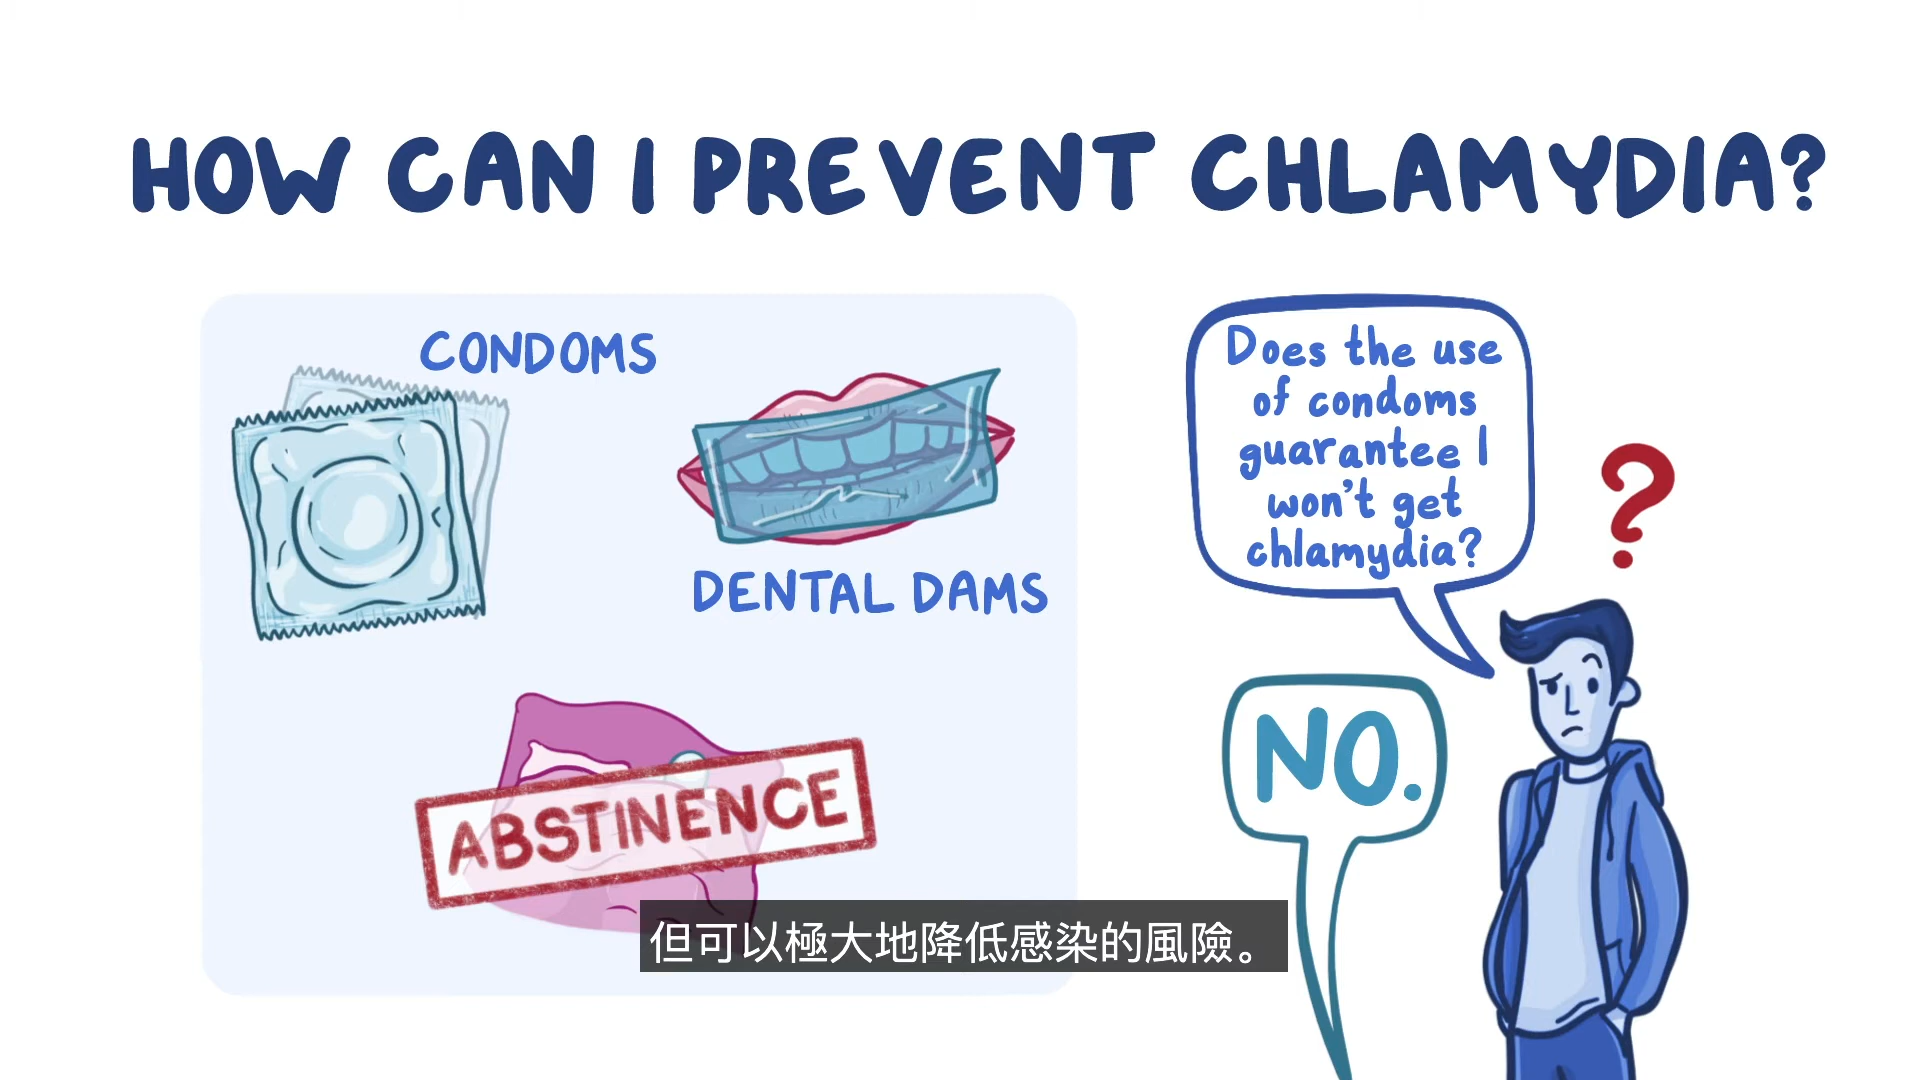 HOW CAN I PREVENT CHLAMYDIA?
CONDOMS
DENTAL DAMS
ABSTINENCE
Does the use
of condoms
guarantee I
won't get
chlamydia?
?
NO.
但可以極大地降低感染的風險。